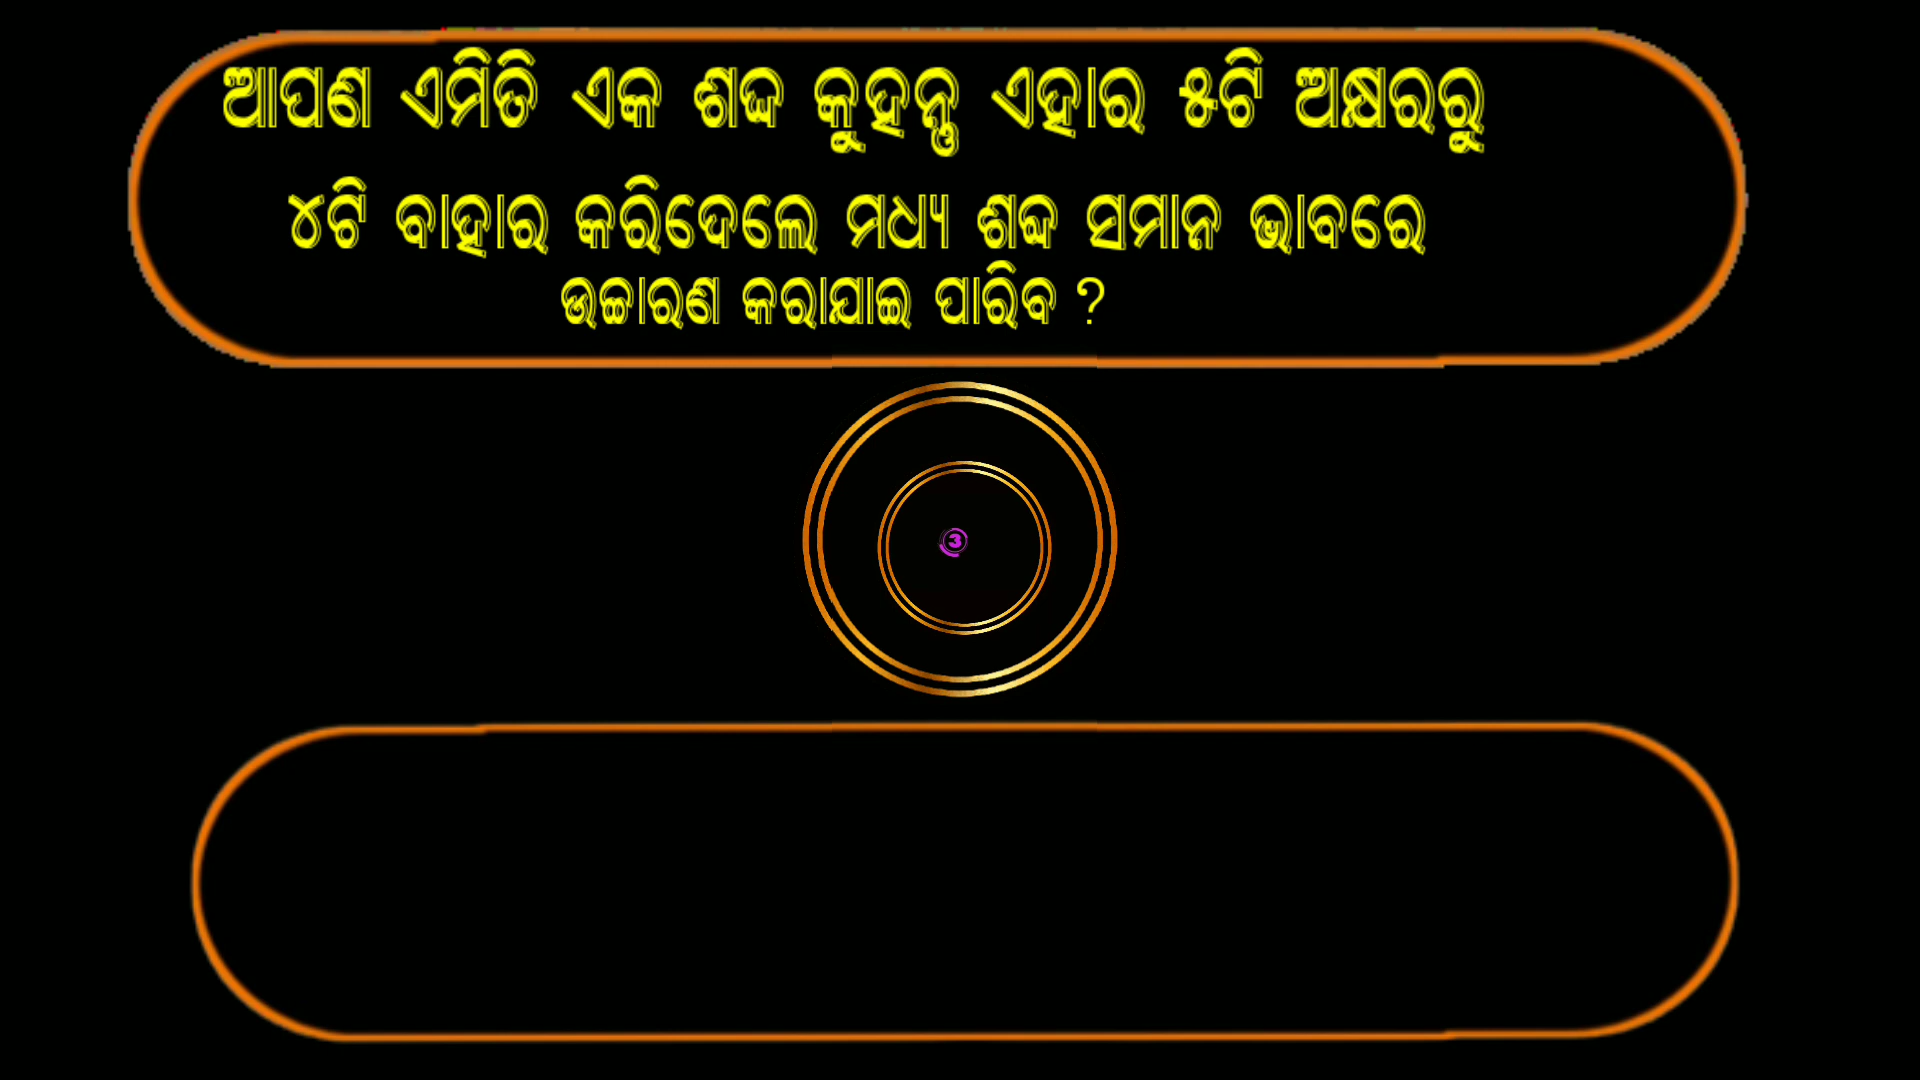 ଆପଣ ଏମିତି ଏକ ଶବ୍ଦ କୁହନ୍ତୁ ଏହାର ୫ଟି ଅକ୍ଷରରୁ
୪ଟି ବାହାର କରିଦେଲେ ମଧ୍ୟ ଶବ୍ଦ ସମାନ ଭାବରେ
ଉଚ୍ଚାରଣ କରାଯାଇ ପାରିବ ?
3